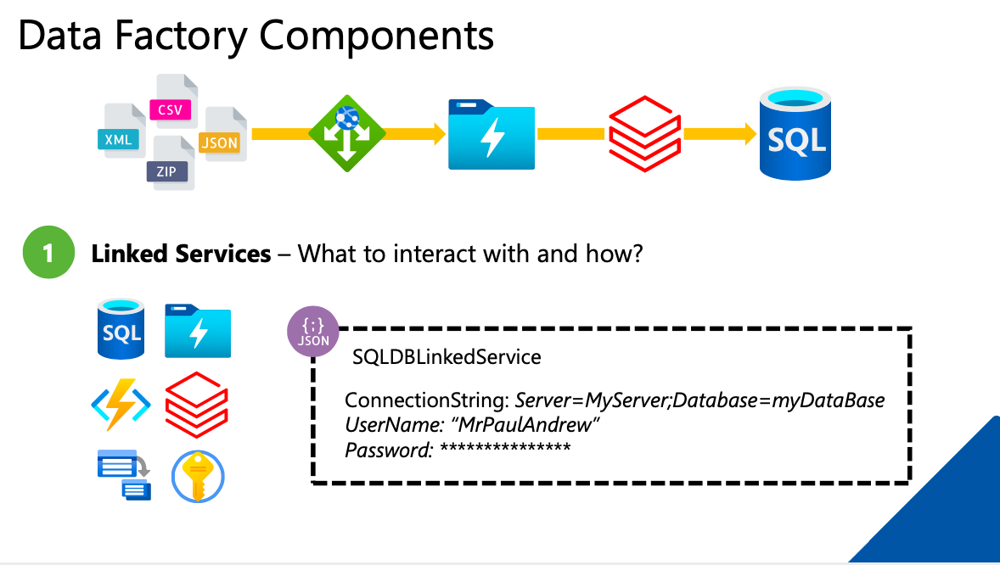 Data Factory Components
CSV
XML
JSON
ZIP
SQL
1
Linked Services – What to interact with and how?
SQL
{;}
JSON
SQLDBLinkedService
ConnectionString: Server=MyServer;Database=myDataBase
UserName: “MrPaulAndrew”
Password: ***************